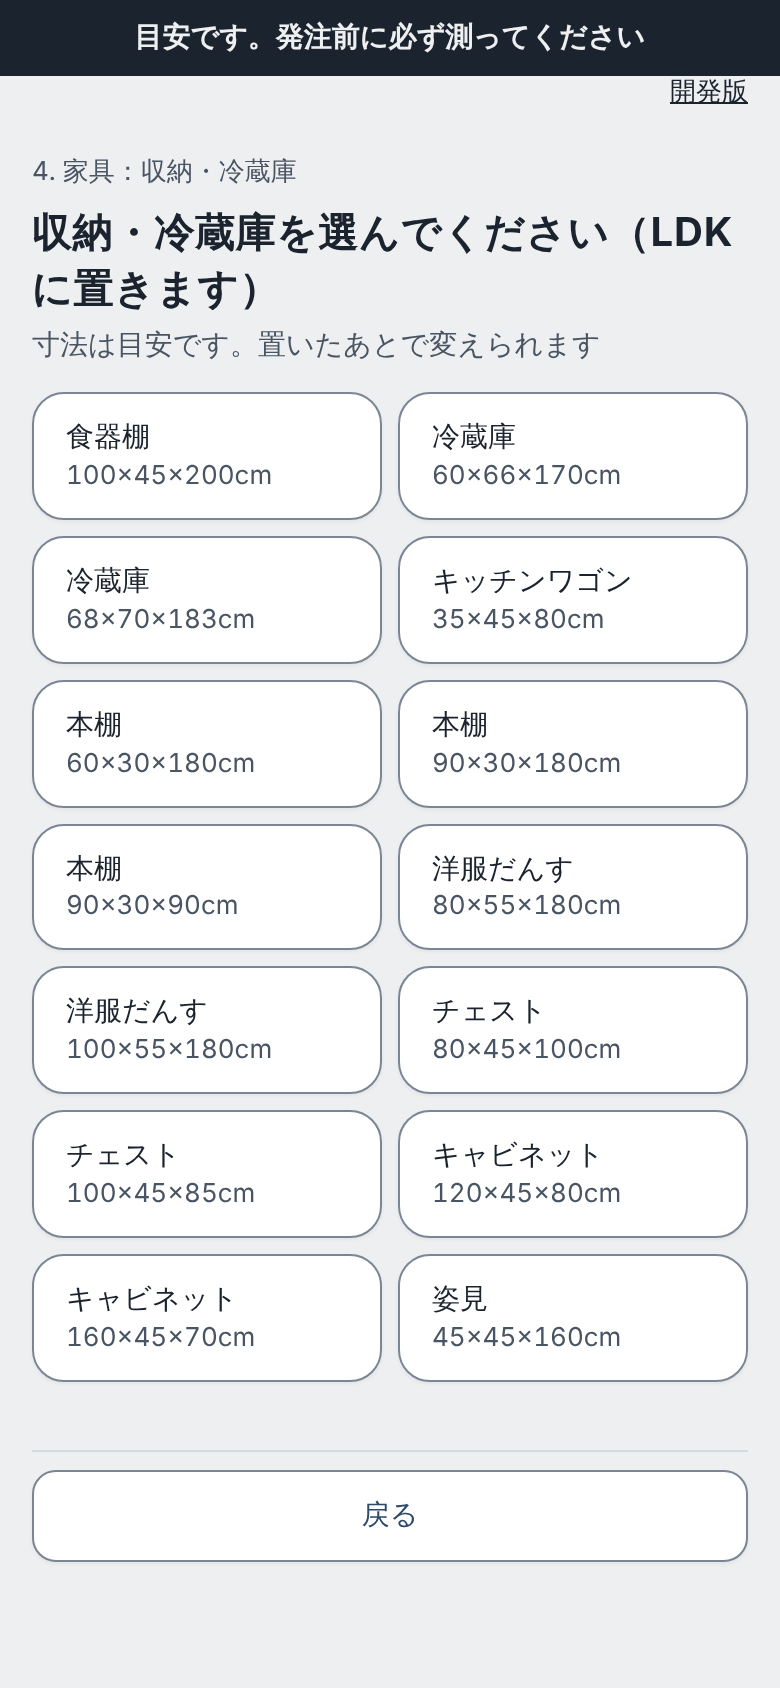 目安です。発注前に必ず測ってください
開発版
4. 家具：収納・冷蔵庫
収納・冷蔵庫を選んでください（LDK
に置きます）
寸法は目安です。置いたあとで変えられます
食器棚
100×45×200cm
冷蔵庫
60×66×170cm
冷蔵庫
68×70×183cm
キッチンワゴン
35×45×80cm
本棚
60×30×180cm
本棚
90×30×180cm
本棚
90×30×90cm
洋服だんす
80×55×180cm
洋服だんす
100×55×180cm
チェスト
80×45×100cm
チェスト
100×45×85cm
キャビネット
120×45×80cm
キャビネット
160×45×70cm
姿見
45×45×160cm
戻る